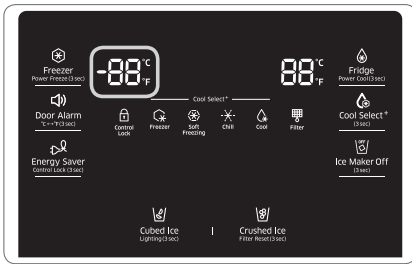 -88 °C °F
88 °C °F
Freezer
Power Freeze (3 sec)
Door Alarm
°C↔°F (3 sec)
Energy Saver
Control Lock (3 sec)
Cool Select+
Control
Lock
Freezer
Soft
Freezing
Chill
Cool
Filter
Fridge
Power Cool (3 sec)
Cool Select+
(3 sec)
OFF
Ice Maker Off
(3 sec)
Cubed Ice
Lighting (3 sec)
Crushed Ice
Filter Reset (3 sec)